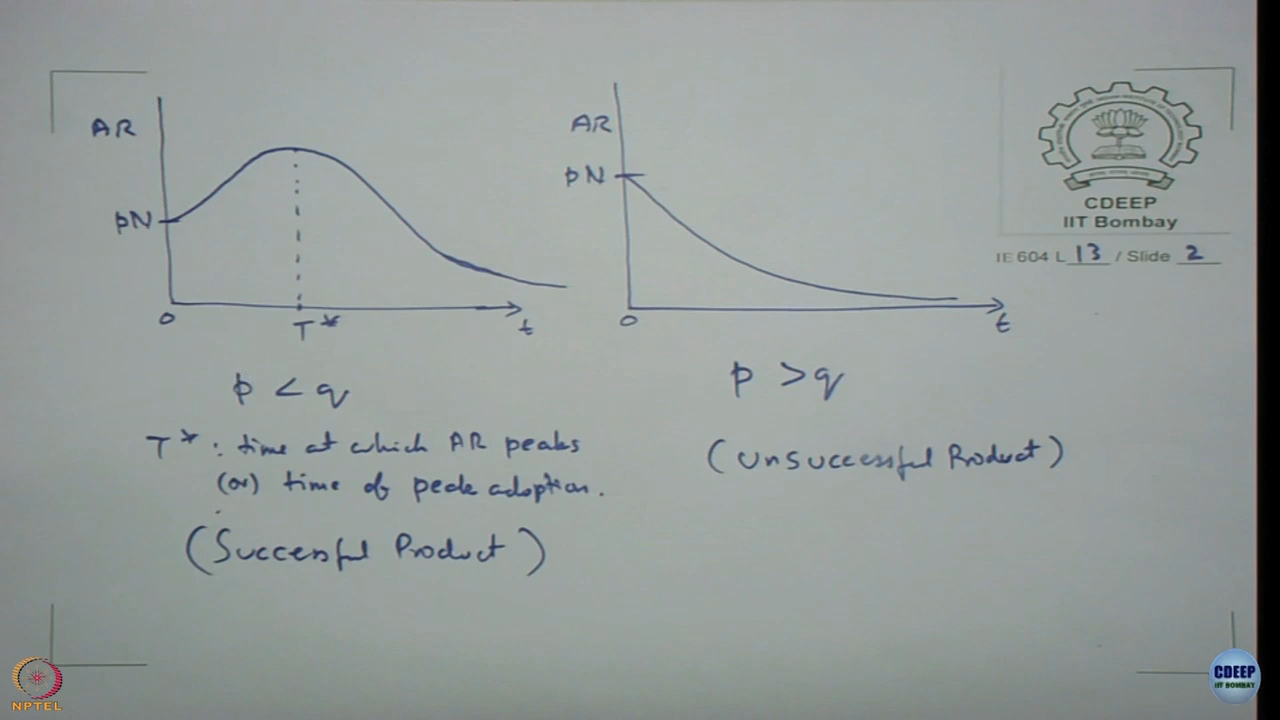 AR
pN
0
T*
t
p < q
T* : time at which AR peaks
(or) time of peak adoption.
(Successful Product)
AR
pN
0
t
p > q
(Unsuccessful Product)
CDEEP
IIT Bombay
IE 604 L 13 / Slide 2
NPTEL
CDEEP
IIT BOMBAY